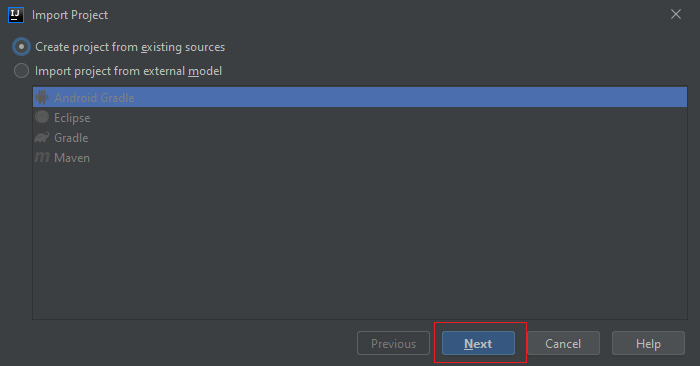 IJ
Import Project
Create project from existing sources
Import project from external model
Android Gradle
Eclipse
Gradle
m Maven
Previous
Next
Cancel
Help